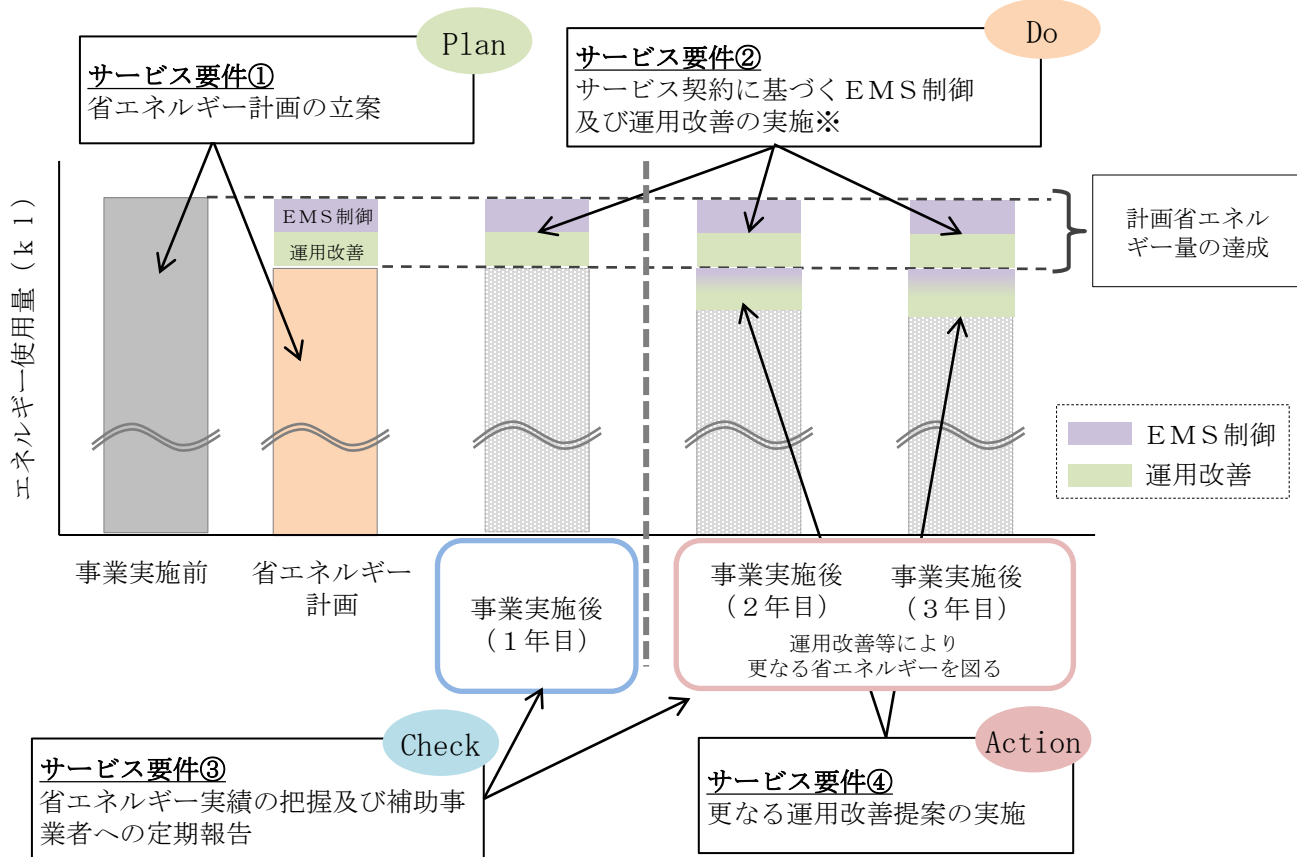 Plan
サービス要件①
省エネルギー計画の立案
Do
サービス要件②
サービス契約に基づくＥＭＳ制御
及び運用改善の実施※
エネルギー使用量（ｋｌ）
ＥＭＳ制御
運用改善
計画省エネル
ギー量の達成
ＥＭＳ制御
運用改善
事業実施前
省エネルギー
計画
事業実施後
（１年目）
事業実施後
（２年目）
事業実施後
（３年目）
運用改善等により
更なる省エネルギーを図る
Check
サービス要件③
省エネルギー実績の把握及び補助事
業者への定期報告
Action
サービス要件④
更なる運用改善提案の実施